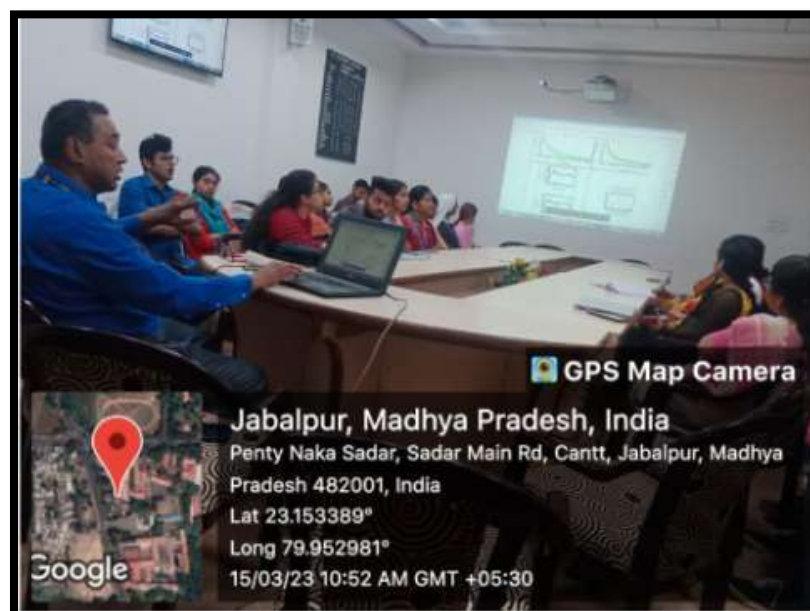 GPS Map Camera
Jabalpur, Madhya Pradesh, India
Penty Naka Sadar, Sadar Main Rd, Cantt, Jabalpur, Madhya
Pradesh 482001, India
Lat 23.153389°
Long 79.952981°
15/03/23 10:52 AM GMT +05:30
Google